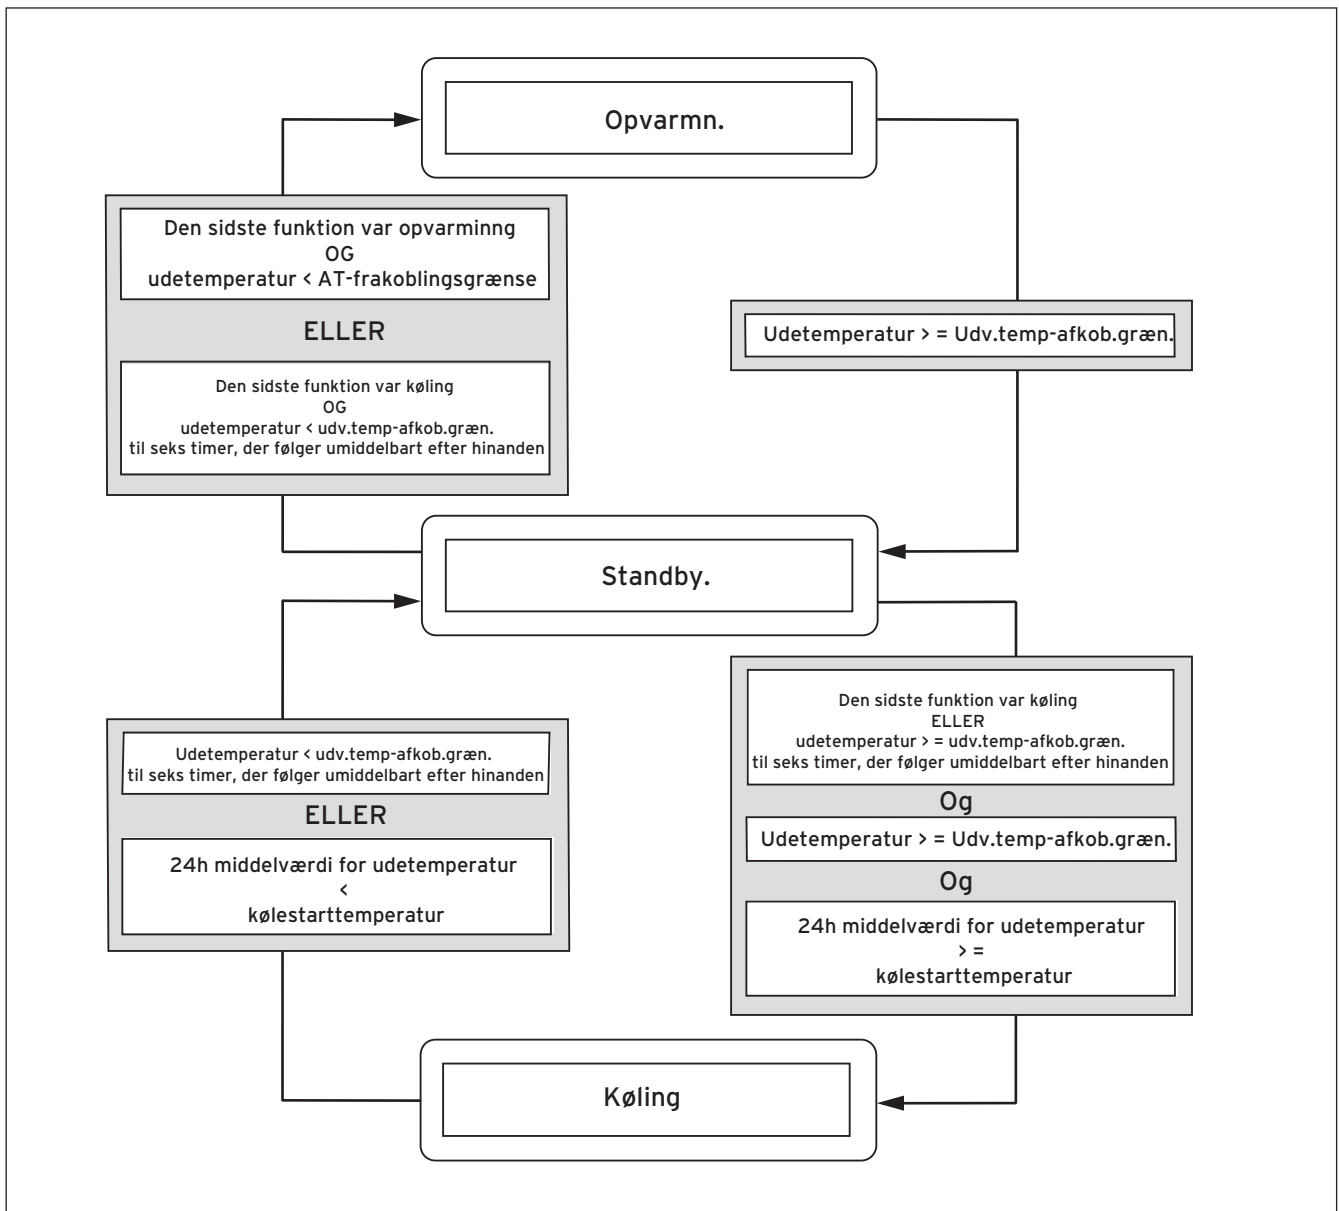 Opvarmn.
Den sidste funktion var opvarminng
OG
udetemperatur < AT-frakoblingsgrænse
ELLER
Den sidste funktion var køling
OG
udetemperatur < udv.temp-afkob.græn.
til seks timer, der følger umiddelbart efter hinanden
Udetemperatur > = Udv.temp-afkob.græn.
Standby.
Udetemperatur < udv.temp-afkob.græn.
til seks timer, der følger umiddelbart efter hinanden
ELLER
24h middelværdi for udetemperatur
<
kølestarttemperatur
Den sidste funktion var køling
ELLER
udetemperatur > = udv.temp-afkob.græn.
til seks timer, der følger umiddelbart efter hinanden
Og
Udetemperatur > = Udv.temp-afkob.græn.
Og
24h middelværdi for udetemperatur
> =
kølestarttemperatur
Køling